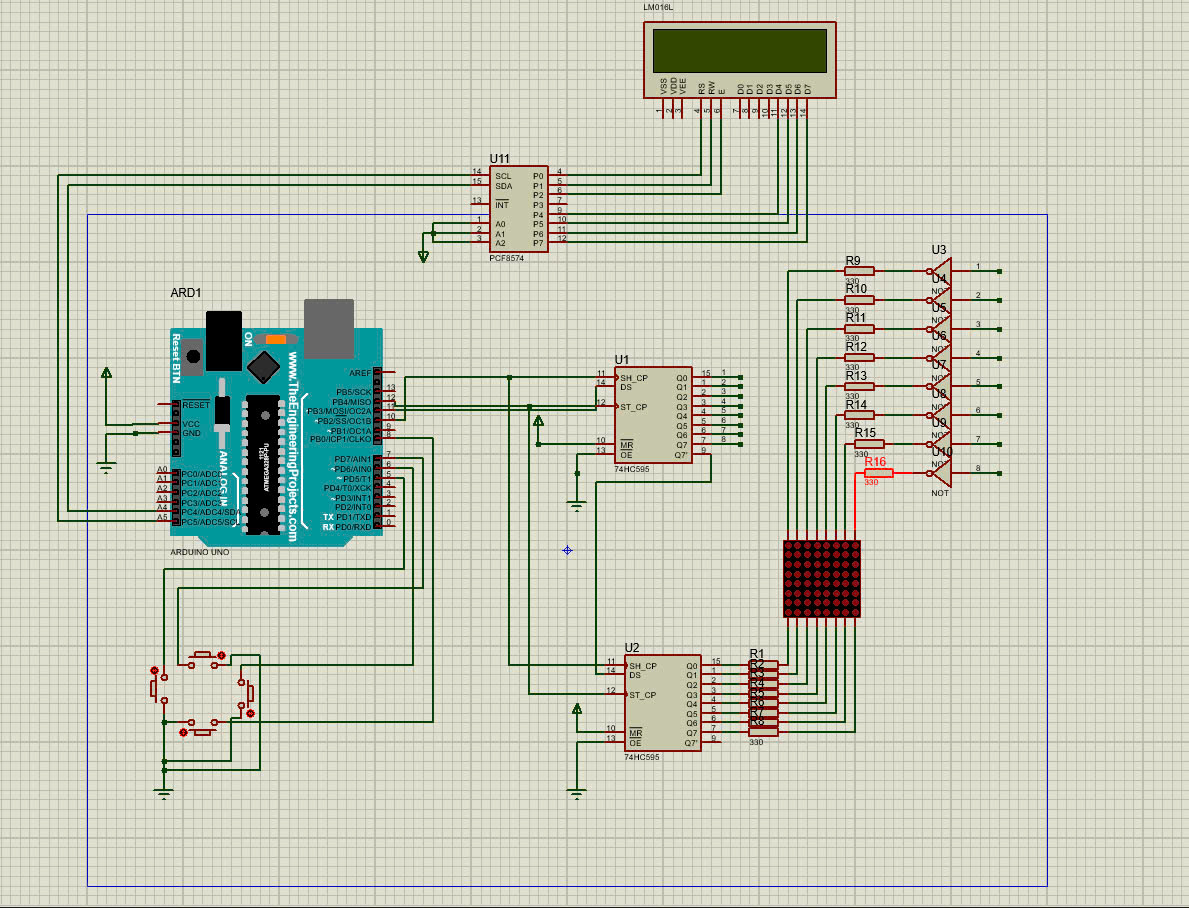 LM016L
VSS
VDD
VEE
RS
RW
E
D0
D1
D2
D3
D4
D5
D6
D7
1
2
3
4
5
6
7
8
9
10
11
12
13
14
U11
14 SCL P0 4
15 SDA P1 5
P2 6
13 INT P3 7
P4 9
1 A0 P5 10
2 A1 P6 11
3 A2 P7 12
PCF8574
ARD1
Reset BTN
ON
www.TheEngineeringProjects.com
ANALOG IN
ATMEGA328P-PU
1121
RESET
VCC
GND
A0 PC0/ADC0
A1 PC1/ADC1
A2 PC2/ADC2
A3 PC3/ADC3
A4 PC4/ADC4/SDA
A5 PC5/ADC5/SCL
AREF
PB5/SCK 13
PB4/MISO 12
~PB3/MOSI/OC2A 11
~PB2/SS/OC1B 10
~PB1/OC1A 9
PB0/ICP1/CLKO 8
PD7/AIN1 7
~PD6/AIN0 6
~PD5/T1 5
PD4/T0/XCK 4
~PD3/INT1 3
PD2/INT0 2
TX PD1/TXD 1
RX PD0/RXD 0
ARDUINO UNO
U1
11 SH_CP Q0 15 1
14 DS Q1 1 2
Q2 2 3
12 ST_CP Q3 3 4
Q4 4 5
Q5 5 6
Q6 6 7
10 MR Q7 7 8
13 OE Q7' 9
74HC595
U2
11 SH_CP Q0 15
14 DS Q1 1
Q2 2
12 ST_CP Q3 3
Q4 4
Q5 5
Q6 6
10 MR Q7 7
13 OE Q7' 9
74HC595
R1
R2
R3
R4
R5
R6
R7
R8
330
U3
R9 1
330 U4
R10 NOT 2
330 U5
R11 NOT 3
330 U6
R12 NOT 4
330 U7
R13 NOT 5
330 U8
R14 NOT 6
330 U9
R15 NOT 7
330 U10
R16 NOT 8
330
NOT